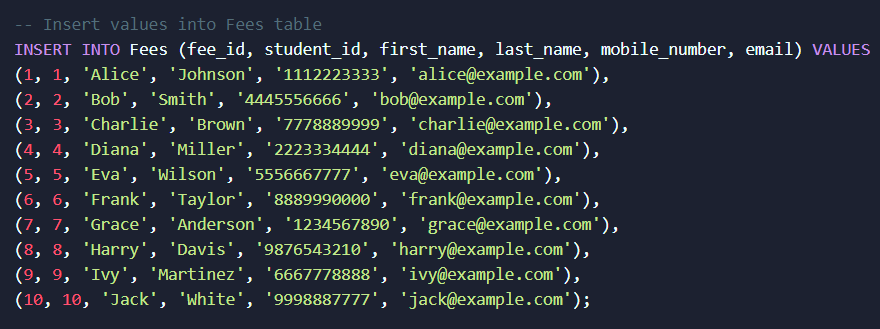 -- Insert values into Fees table
INSERT INTO Fees (fee_id, student_id, first_name, last_name, mobile_number, email) VALUES
(1, 1, 'Alice', 'Johnson', '1112223333', 'alice@example.com'),
(2, 2, 'Bob', 'Smith', '4445556666', 'bob@example.com'),
(3, 3, 'Charlie', 'Brown', '7778889999', 'charlie@example.com'),
(4, 4, 'Diana', 'Miller', '2223334444', 'diana@example.com'),
(5, 5, 'Eva', 'Wilson', '5556667777', 'eva@example.com'),
(6, 6, 'Frank', 'Taylor', '8889990000', 'frank@example.com'),
(7, 7, 'Grace', 'Anderson', '1234567890', 'grace@example.com'),
(8, 8, 'Harry', 'Davis', '9876543210', 'harry@example.com'),
(9, 9, 'Ivy', 'Martinez', '6667778888', 'ivy@example.com'),
(10, 10, 'Jack', 'White', '9998887777', 'jack@example.com');